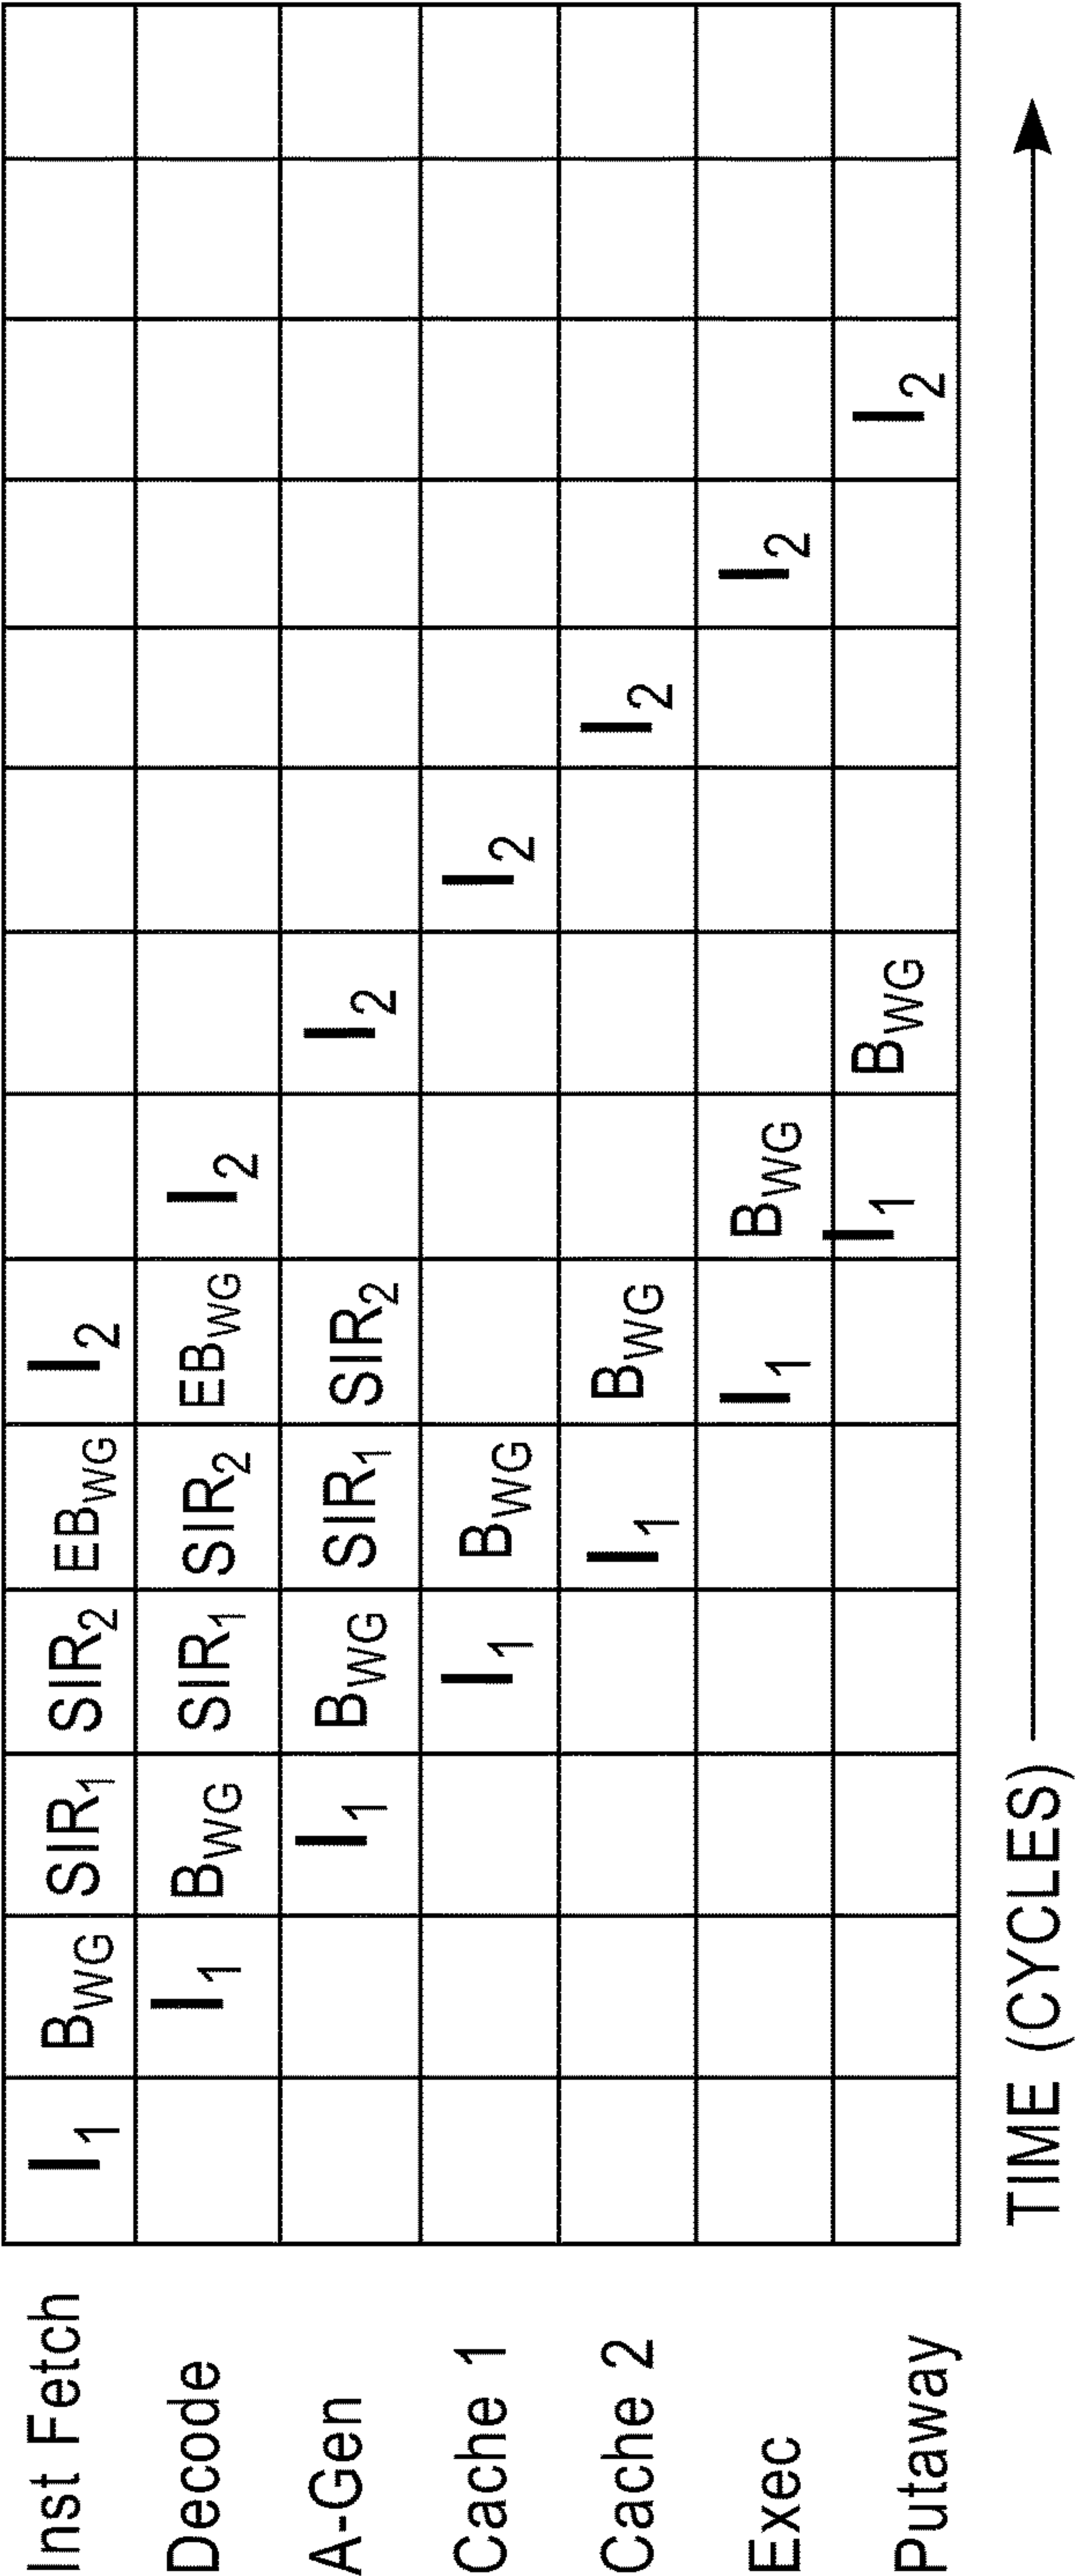 Inst Fetch I1 BWG SIR1 SIR2 EBWG I2
Decode I1 BWG SIR1 SIR2 EBWG I2
A-Gen I1 BWG SIR1 SIR2 I2
Cache 1 I1 BWG I2
Cache 2 I1 BWG I2
Exec I1 BWG I2
Putaway I1 BWG I2
TIME (CYCLES)